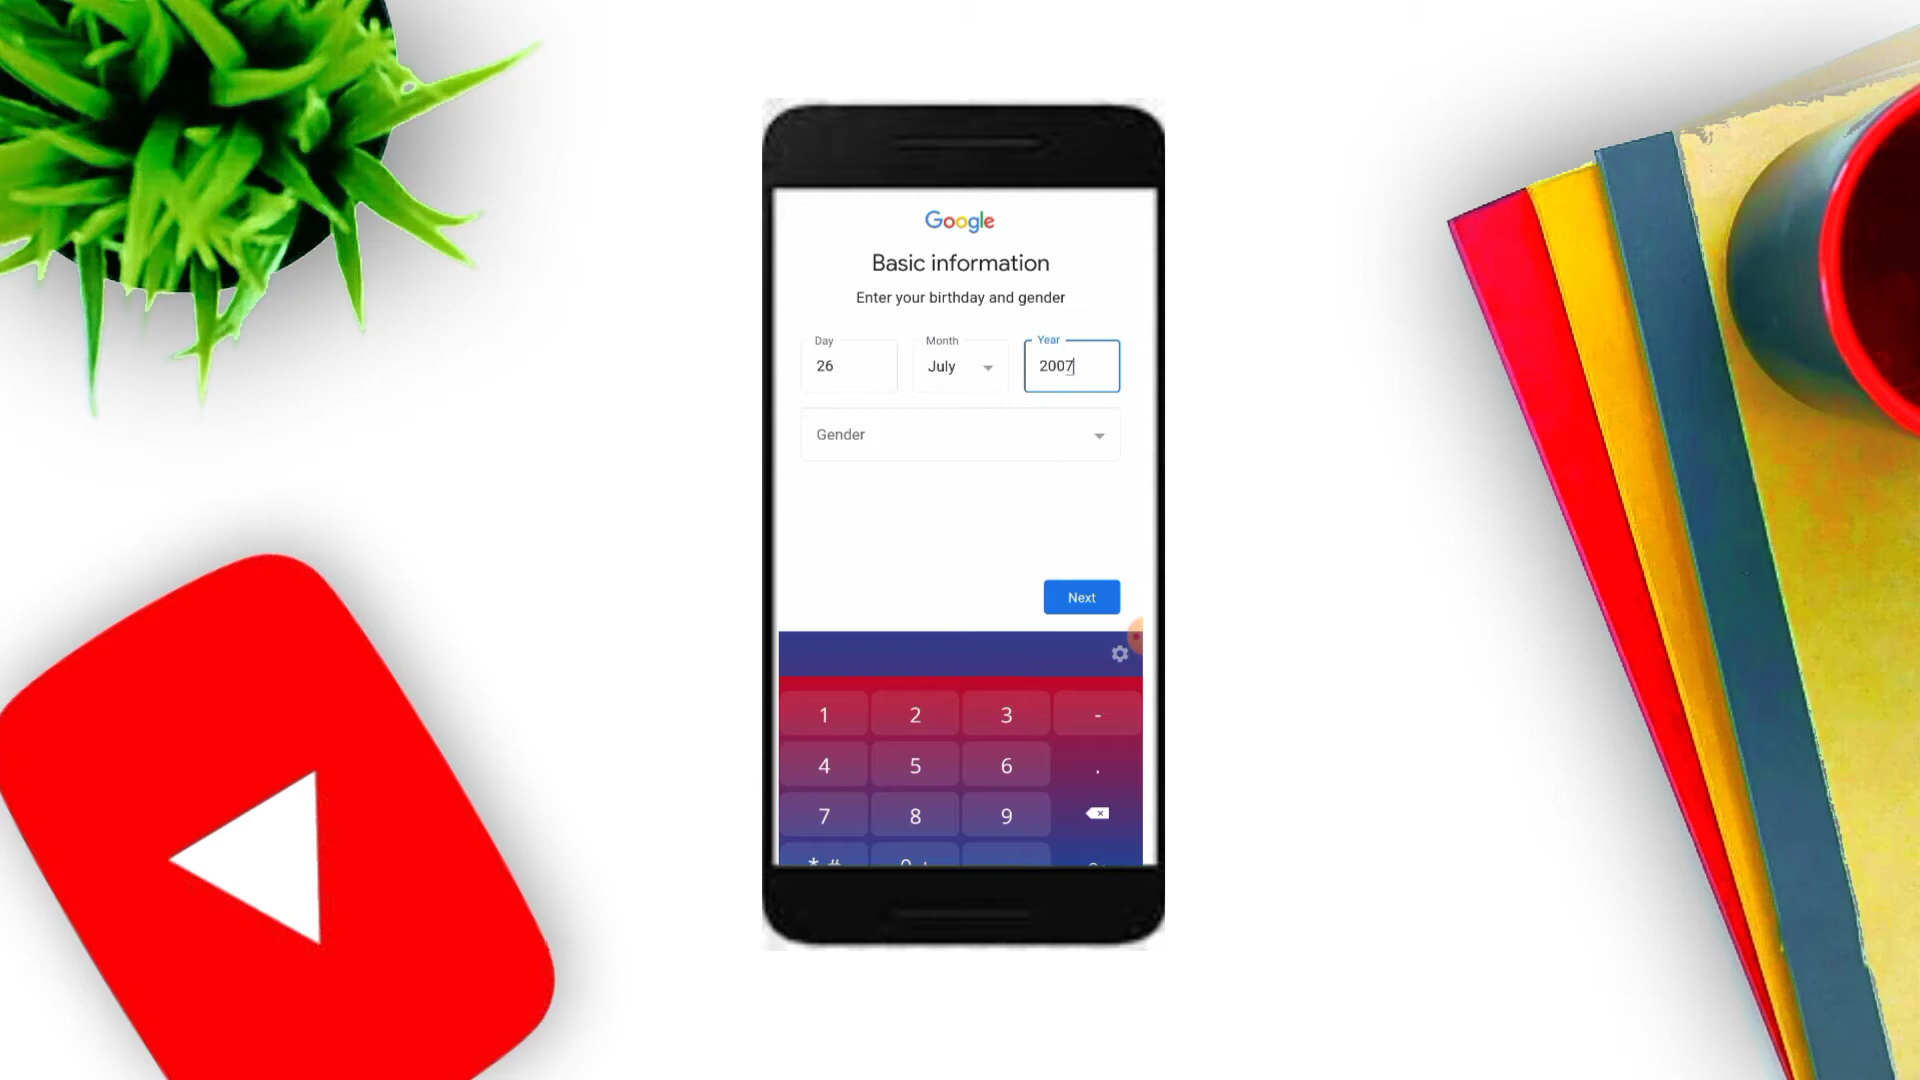 Google
Basic information
Enter your birthday and gender
Day Month Year
26 July 2007
Gender
Next
1 2 3 -
4 5 6 .
7 8 9